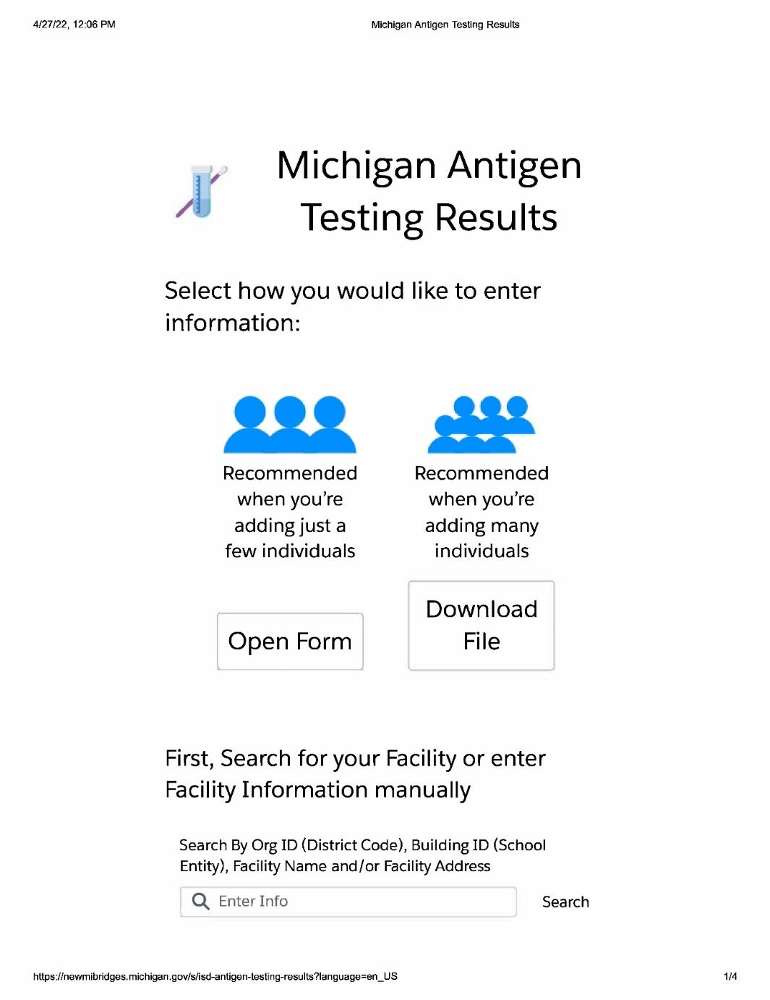 4/27/22, 12:06 PM
Michigan Antigen Testing Results
Michigan Antigen
Testing Results
Select how you would like to enter
information:
Recommended
when you're
adding just a
few individuals
Open Form
Recommended
when you're
adding many
individuals
Download
File
First, Search for your Facility or enter
Facility Information manually
Search By Org ID (District Code), Building ID (School
Entity), Facility Name and/or Facility Address
Enter Info
Search
https://newmibridges.michigan.gov/s/isd-antigen-testing-results?language=en_US
1/4